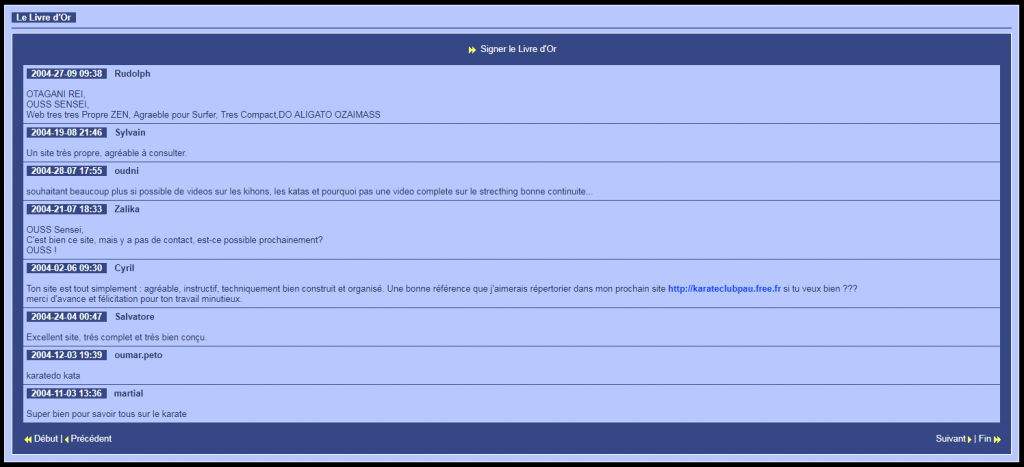 Le Livre d'Or
Signer le Livre d'Or
2004-27-09 09:38 Rudolph
OTAGANI REI,
OUSS SENSEI,
Web tres tres Propre ZEN, Agraeble pour Surfer, Tres Compact,DO ALIGATO OZAIMASS
2004-19-08 21:46 Sylvain
Un site très propre, agréable à consulter.
2004-28-07 17:55 oudni
souhaitant beaucoup plus si possible de videos sur les kihons, les katas et pourquoi pas une video complete sur le strecthing bonne continuite...
2004-21-07 18:33 Zalika
OUSS Sensei,
C'est bien ce site, mais y a pas de contact, est-ce possible prochainement?
OUSS !
2004-02-06 09:30 Cyril
Ton site est tout simplement : agréable, instructif, techniquement bien construit et organisé. Une bonne référence que j'aimerais répertorier dans mon prochain site http://karateclubpau.free.fr si tu veux bien ???
merci d'avance et félicitation pour ton travail minutieux.
2004-24-04 00:47 Salvatore
Excellent site, très complet et trés bien conçu.
2004-12-03 19:39 oumar.peto
karatedo kata
2004-11-03 13:36 martial
Super bien pour savoir tous sur le karate
Début | Précédent Suivant | Fin